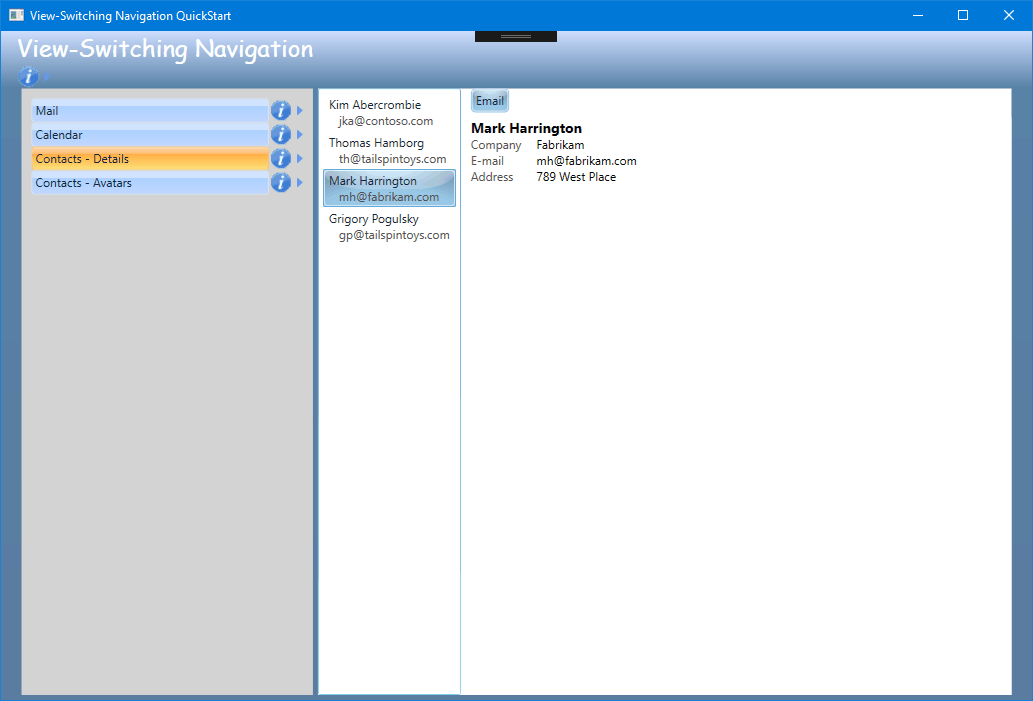 View-Switching Navigation QuickStart
View-Switching Navigation
Mail
Calendar
Contacts - Details
Contacts - Avatars
Kim Abercrombie
jka@contoso.com
Thomas Hamborg
th@tailspintoys.com
Mark Harrington
mh@fabrikam.com
Grigory Pogulsky
gp@tailspintoys.com
Email
Mark Harrington
Company Fabrikam
E-mail mh@fabrikam.com
Address 789 West Place